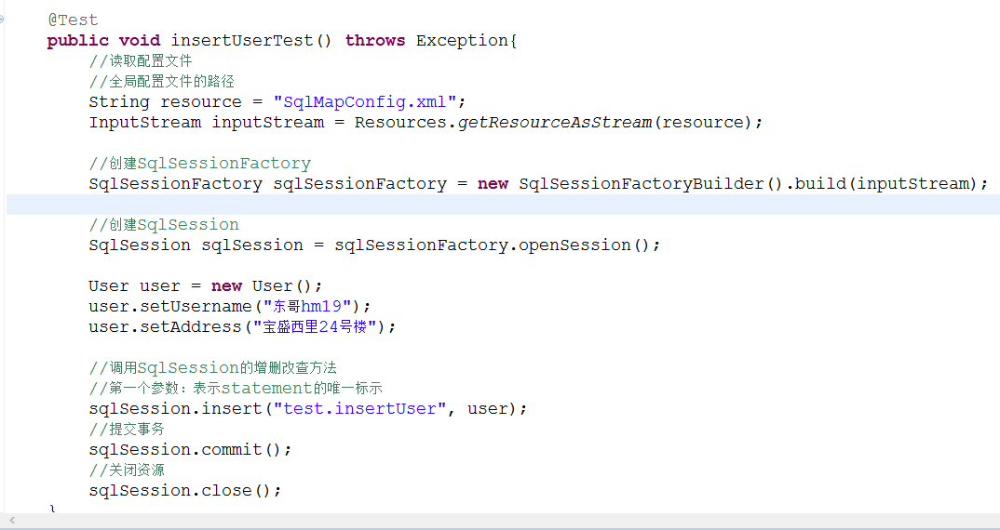 @Test
public void insertUserTest() throws Exception{
//读取配置文件
//全局配置文件的路径
String resource = "SqlMapConfig.xml";
InputStream inputStream = Resources.getResourceAsStream(resource);
//创建SqlSessionFactory
SqlSessionFactory sqlSessionFactory = new SqlSessionFactoryBuilder().build(inputStream);
//创建SqlSession
SqlSession sqlSession = sqlSessionFactory.openSession();
User user = new User();
user.setUsername("东哥hm19");
user.setAddress("宝盛西里24号楼");
//调用SqlSession的增删改查方法
//第一个参数：表示statement的唯一标示
sqlSession.insert("test.insertUser", user);
//提交事务
sqlSession.commit();
//关闭资源
sqlSession.close();
}